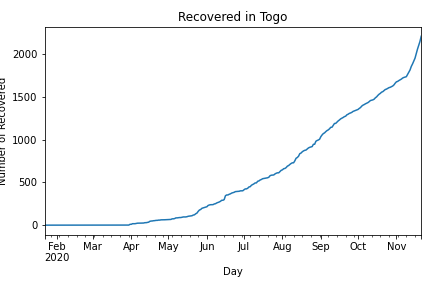 Recovered in Togo
Number of Recovered
2000
1500
1000
500
0
Feb Mar Apr May Jun Jul Aug Sep Oct Nov
2020
Day